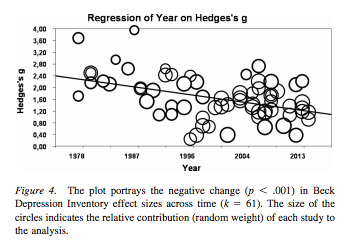 Regression of Year on Hedges's g
4,00
3,60
3,20
2,80
2,40
2,00
1,60
1,20
0,80
0,40
0,00
Hedges's g
1978
1987
1996
2004
2013
Year
Figure 4. The plot portrays the negative change (p < .001) in Beck
Depression Inventory effect sizes across time (k = 61). The size of the
circles indicates the relative contribution (random weight) of each study to
the analysis.